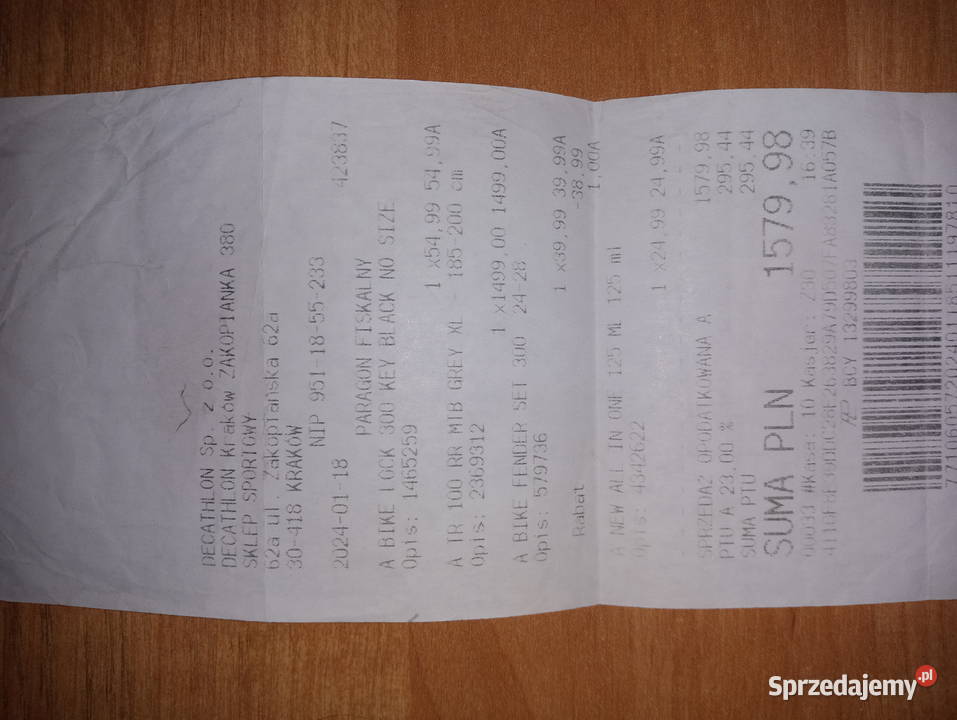 DECATHLON Sp. z o.o.
DECATHLON Kraków ZAKOPIANKA 380
SKLEP SPORTOWY
62a ul. Zakopiańska 62a
30-418 KRAKÓW
NIP 951-18-55-233
2024-01-18 423837
PARAGON FISKALNY
A BIKE LOCK 300 KEY BLACK NO SIZE
Opis: 1465259 1 x54,99 54,99A
A TR 100 RR MTB GREY XL - 185-200 cm
Opis: 2369312
1 x1499,00 1499,00A
A BIKE FENDER SET 300 24-28
Opis: 579736 1 x39,99 39,99A
Rabat -38,99
1,00A
A NEW ALL IN ONE 125 ML 125 ml
Opis: 4342622 1 x24,99 24,99A
SPRZEDAŻ OPODATKOWANA A 1579,98
PTU A 23,00 % 295,44
SUMA PTU 295,44
SUMA PLN 1579,98
00033 #Kasa: 10 Kasjer: 230 16:39
BCY 13299803
Sprzedajemy.pl